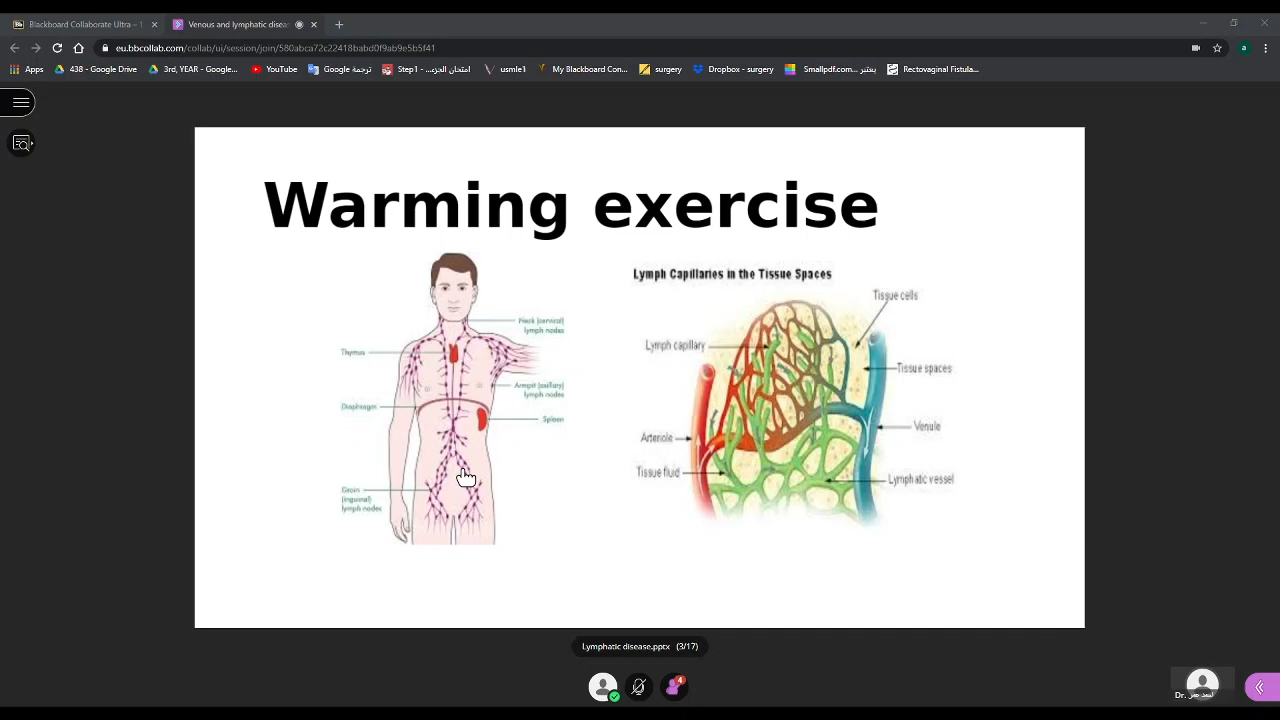 Blackboard Collaborate Ultra – 1
Venous and lymphatic diseas
eu.bbcollab.com/collab/ui/session/join/580abca72c22418babd0f9ab9e5b5f41
Apps
438 - Google Drive
3rd, YEAR - Google...
YouTube
Google ترجمة
Step1 - ...امتحان الجز
usmle1
My Blackboard Con...
surgery
Dropbox - surgery
Smallpdf.com...
Rectovaginal Fistula...
Warming exercise
Neck (cervical)
lymph nodes
Thymus
Armpit (axillary)
lymph nodes
Diaphragm
Spleen
Groin
(inguinal)
lymph nodes
Lymph Capillaries in the Tissue Spaces
Tissue cells
Lymph capillary
Tissue spaces
Venule
Arteriole
Tissue fluid
Lymphatic vessel
Lymphatic disease.pptx (3/17)
4
Dr.